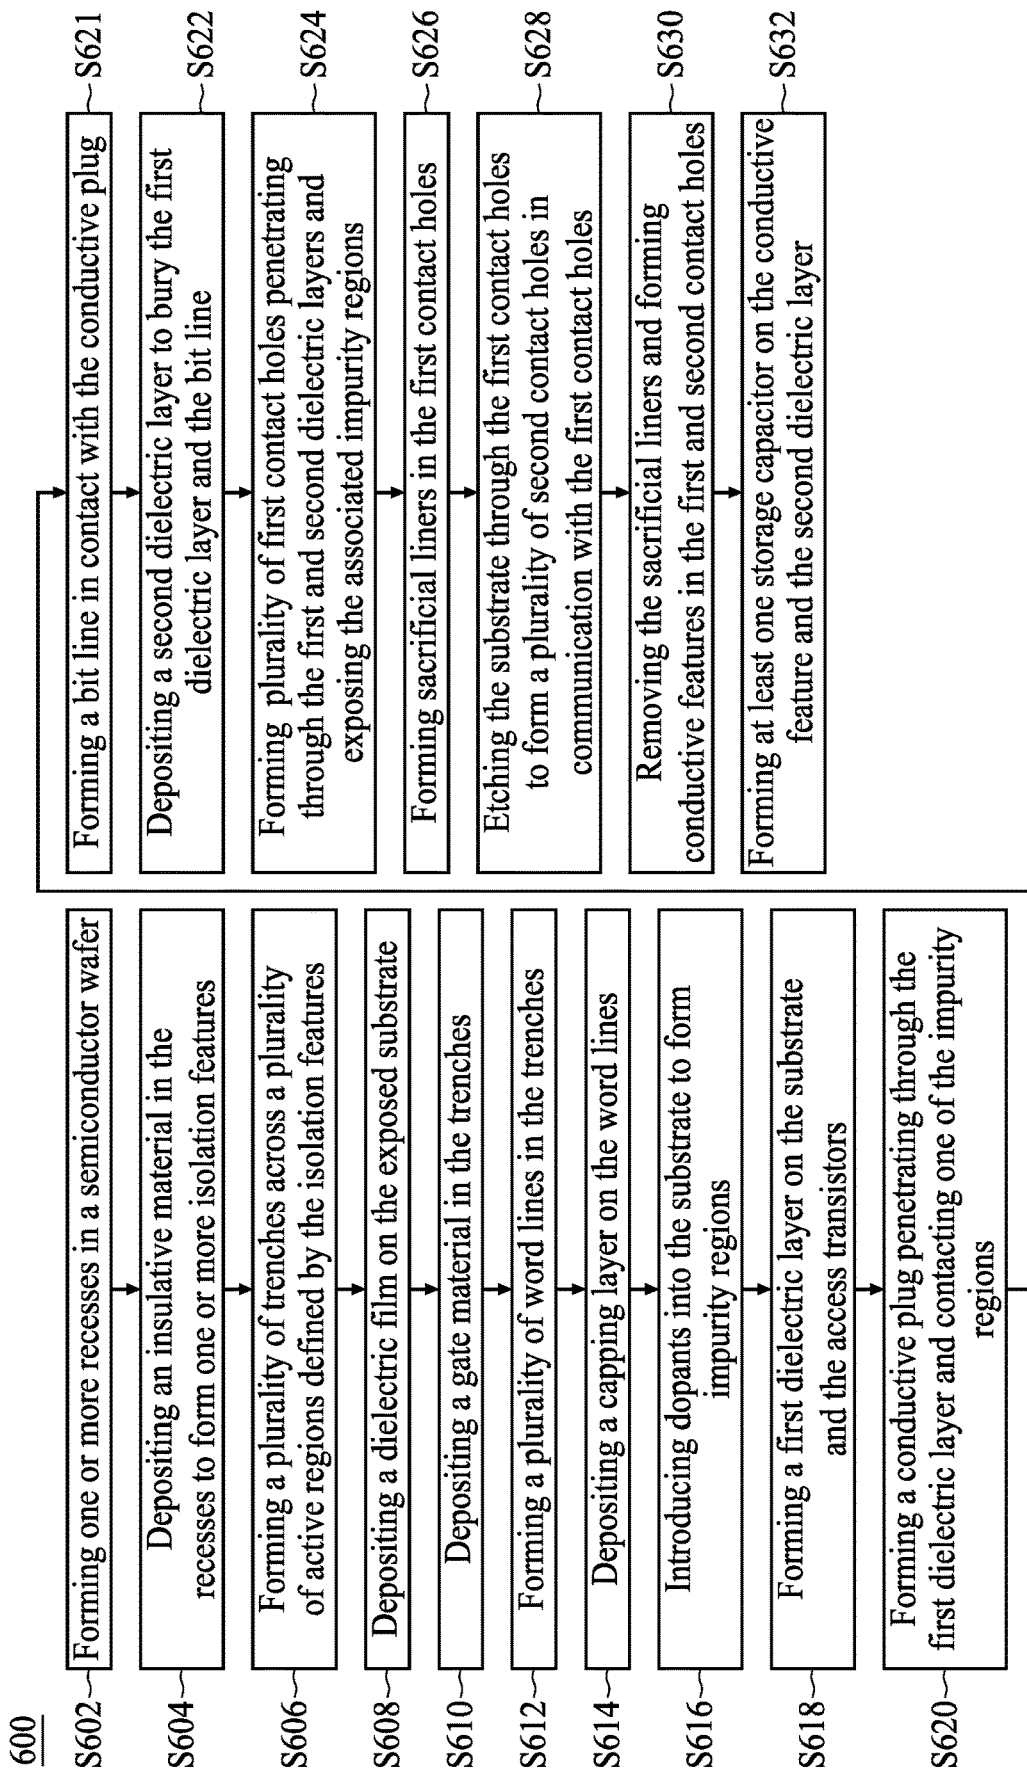 600
S602
Forming one or more recesses in a semiconductor wafer
S604
Depositing an insulative material in the
recesses to form one or more isolation features
S606
Forming a plurality of trenches across a plurality
of active regions defined by the isolation features
S608
Depositing a dielectric film on the exposed substrate
S610
Depositing a gate material in the trenches
S612
Forming a plurality of word lines in the trenches
S614
Depositing a capping layer on the word lines
S616
Introducing dopants into the substrate to form
impurity regions
S618
Forming a first dielectric layer on the substrate
and the access transistors
S620
Forming a conductive plug penetrating through the
first dielectric layer and contacting one of the impurity
regions
Forming a bit line in contact with the conductive plug
S621
Depositing a second dielectric layer to bury the first
dielectric layer and the bit line
S622
Forming plurality of first contact holes penetrating
through the first and second dielectric layers and
exposing the associated impurity regions
S624
Forming sacrificial liners in the first contact holes
S626
Etching the substrate through the first contact holes
to form a plurality of second contact holes in
communication with the first contact holes
S628
Removing the sacrificial liners and forming
conductive features in the first and second contact holes
S630
Forming at least one storage capacitor on the conductive
feature and the second dielectric layer
S632